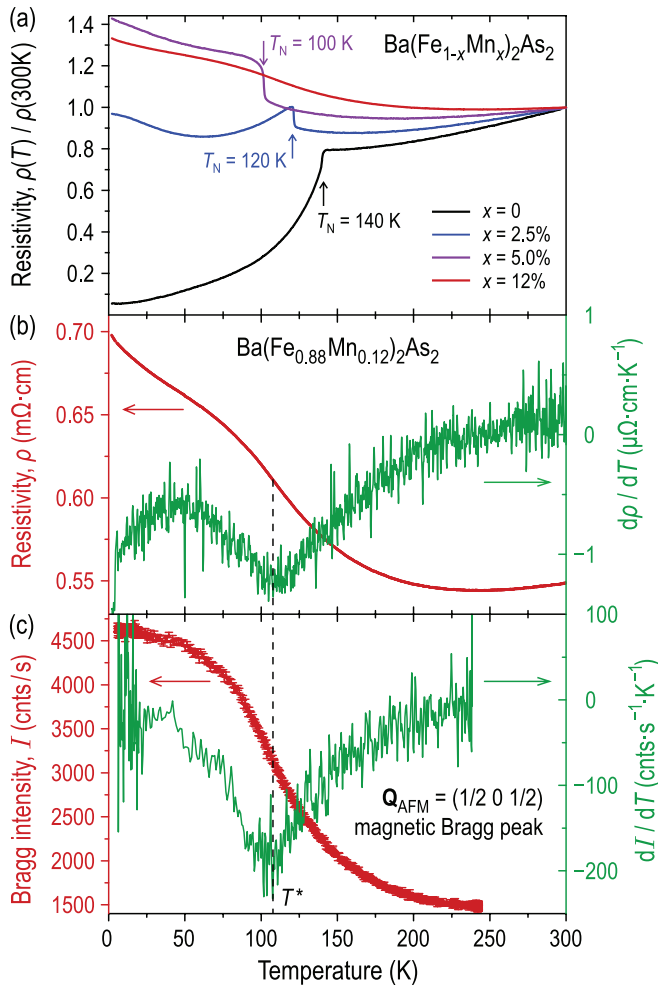 (a)
1.4
1.2
1.0
0.8
0.6
0.4
0.2
Resistivity, ρ(T) / ρ(300K)
Ba(Fe₁₋ₓMnₓ)₂As₂
T_N = 100 K
T_N = 120 K
T_N = 140 K
x = 0
x = 2.5%
x = 5.0%
x = 12%
(b)
0.70
0.65
0.60
0.55
Resistivity, ρ (mΩ·cm)
Ba(Fe₀.₈₈Mn₀.₁₂)₂As₂
1
0
−1
dρ / dT (μΩ·cm·K⁻¹)
(c)
4500
4000
3500
3000
2500
2000
1500
Bragg intensity, I (cnts/s)
100
0
−100
−200
dI / dT (cnts·s⁻¹·K⁻¹)
Q_AFM = (1/2 0 1/2)
magnetic Bragg peak
T*
0
50
100
150
200
250
300
Temperature (K)